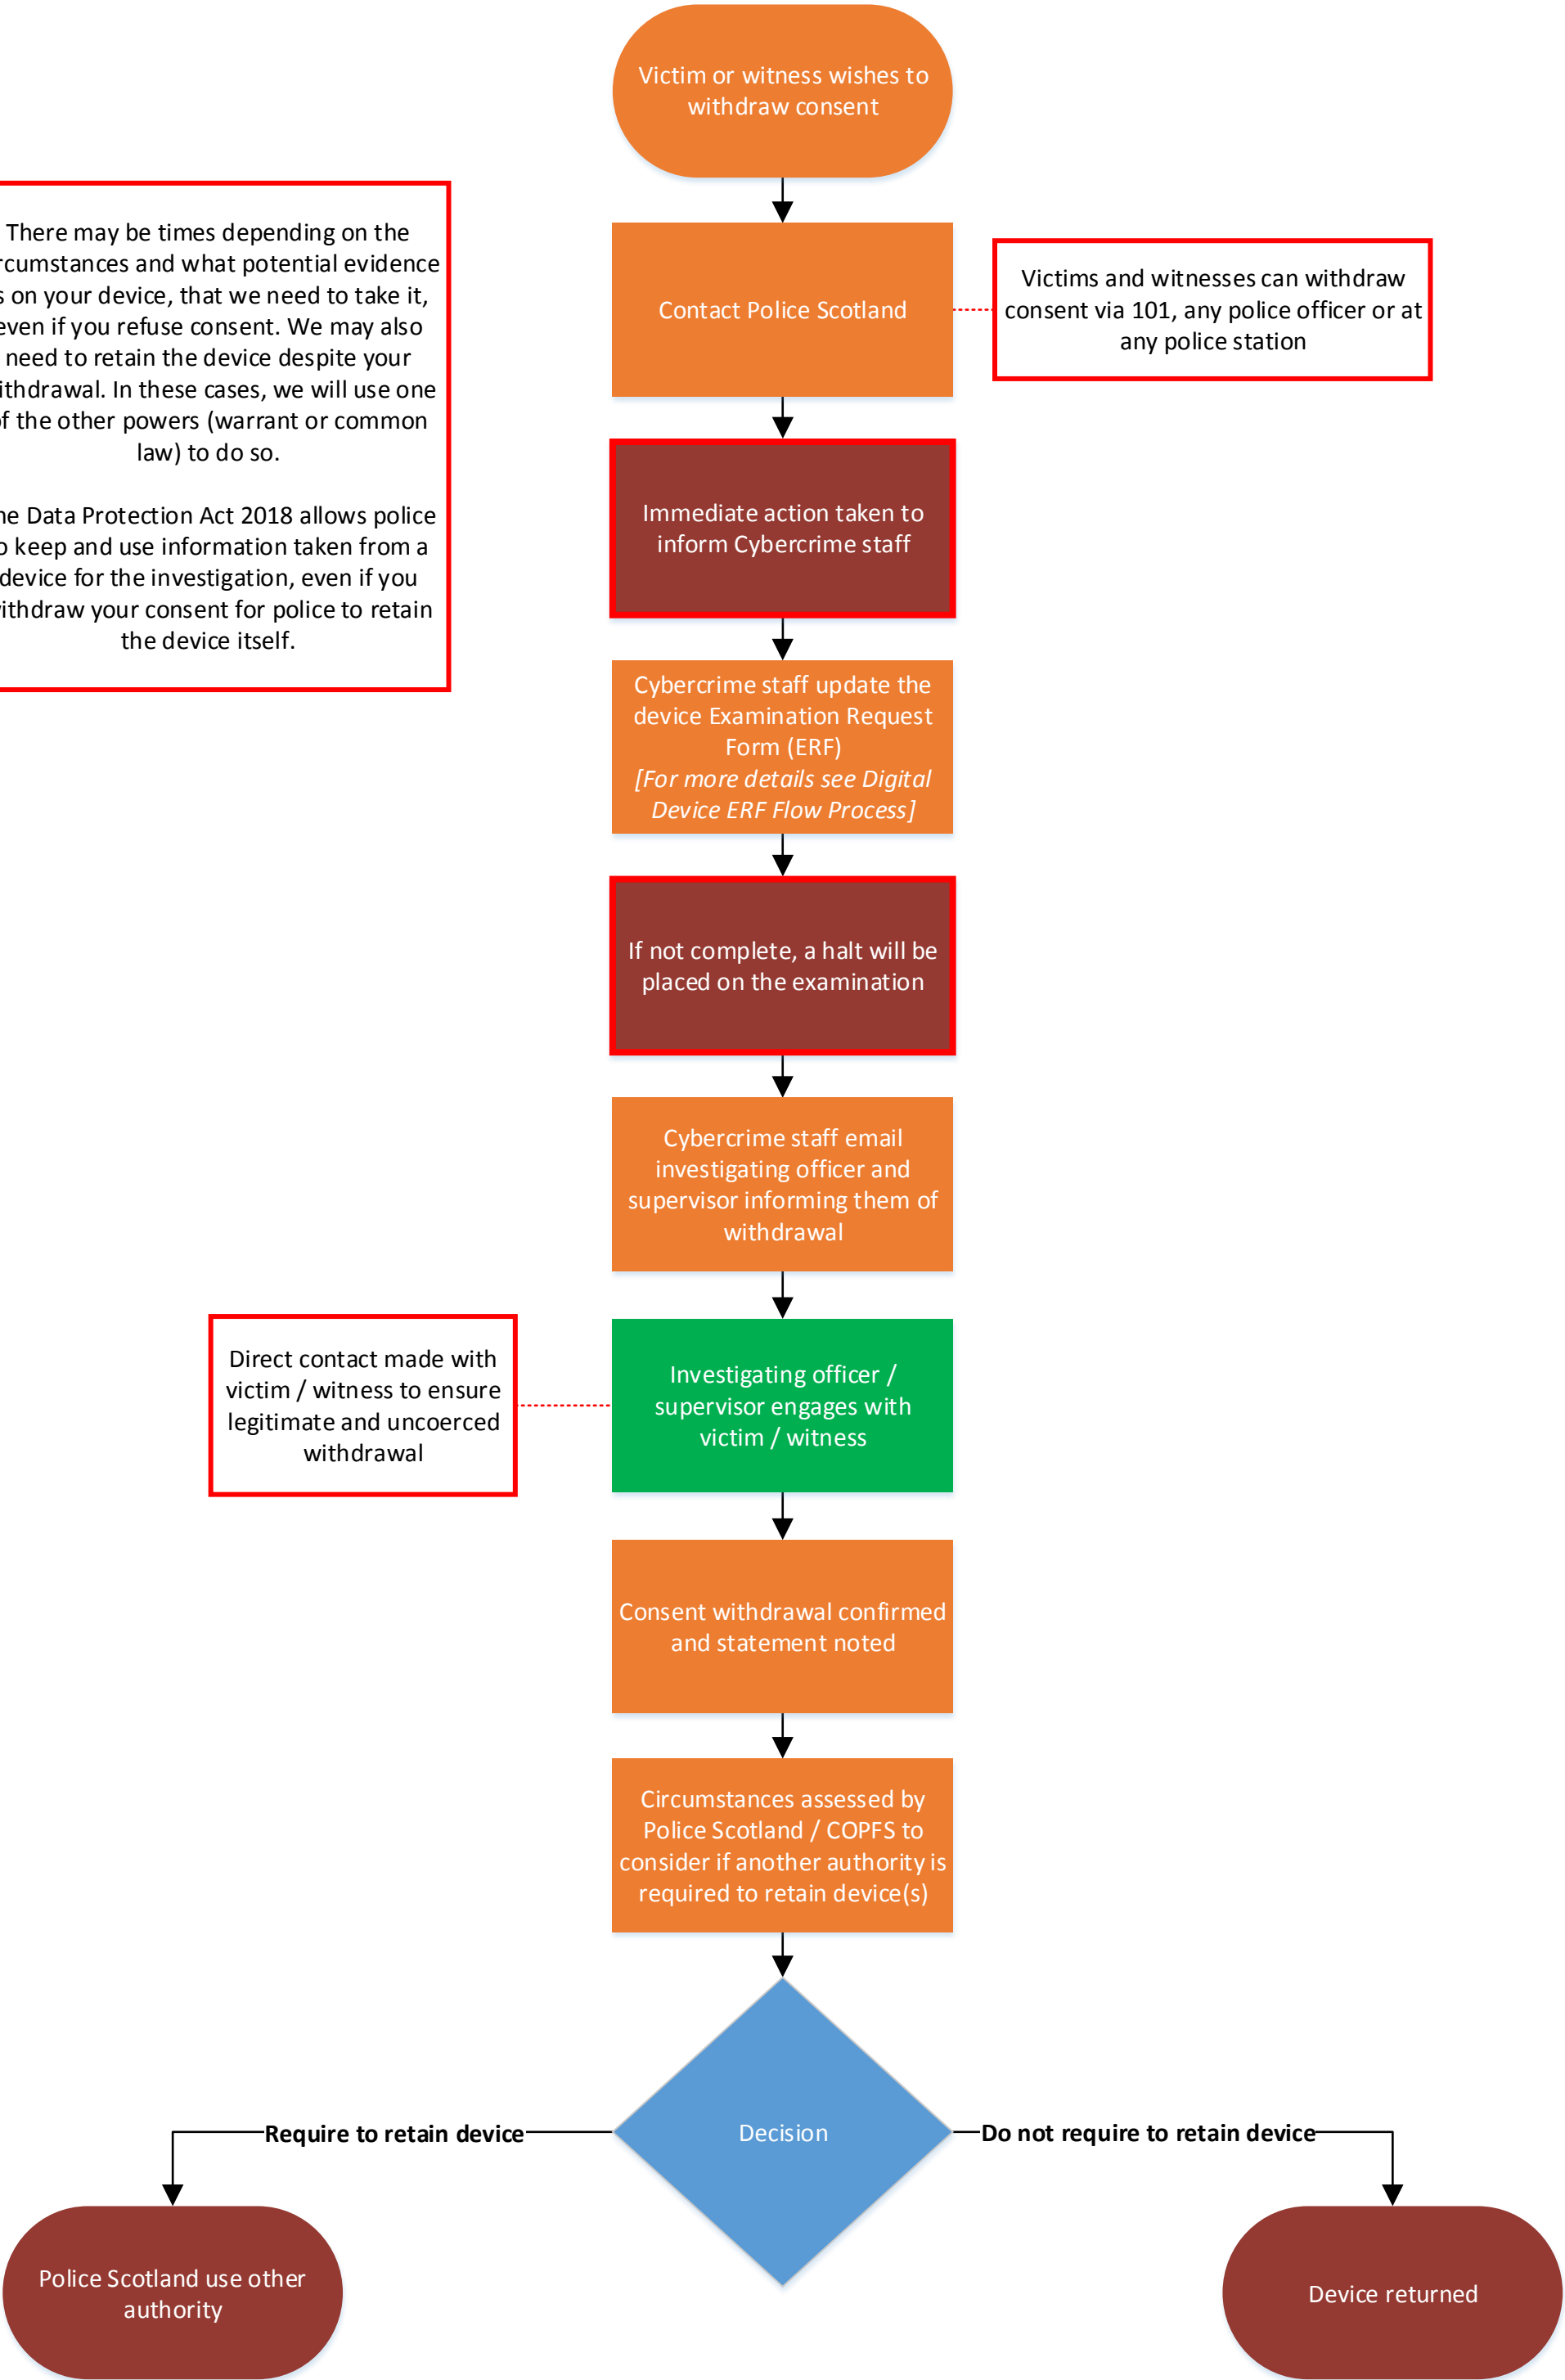 Victim or witness wishes to
withdraw consent
There may be times depending on the
rcumstances and what potential evidence
s on your device, that we need to take it,
even if you refuse consent. We may also
need to retain the device despite your
ithdrawal. In these cases, we will use one
f the other powers (warrant or common
law) to do so.
he Data Protection Act 2018 allows police
o keep and use information taken from a
device for the investigation, even if you
ithdraw your consent for police to retain
the device itself.
Contact Police Scotland
Victims and witnesses can withdraw
consent via 101, any police officer or at
any police station
Immediate action taken to
inform Cybercrime staff
Cybercrime staff update the
device Examination Request
Form (ERF)
[For more details see Digital
Device ERF Flow Process]
If not complete, a halt will be
placed on the examination
Cybercrime staff email
investigating officer and
supervisor informing them of
withdrawal
Direct contact made with
victim / witness to ensure
legitimate and uncoerced
withdrawal
Investigating officer /
supervisor engages with
victim / witness
Consent withdrawal confirmed
and statement noted
Circumstances assessed by
Police Scotland / COPFS to
consider if another authority is
required to retain device(s)
Require to retain device
Decision
Do not require to retain device
Police Scotland use other
authority
Device returned